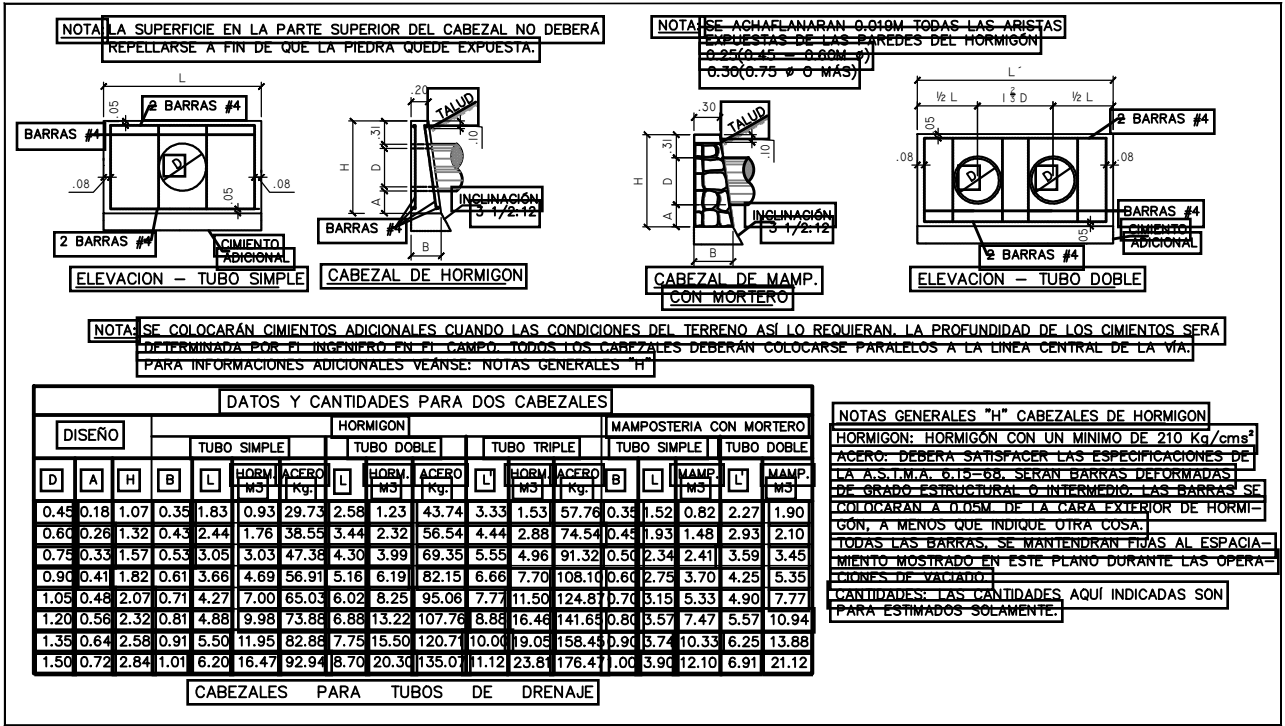 NOTA: LA SUPERFICIE EN LA PARTE SUPERIOR DEL CABEZAL NO DEBERÁ
REPELLARSE A FIN DE QUE LA PIEDRA QUEDE EXPUESTA.
NOTA: SE ACHAFLANARAN 0.019M TODAS LAS ARISTAS
EXPUESTAS DE LAS PAREDES DEL HORMIGÓN
0.25(0.45 – 0.60M Ø)
0.30(0.75 Ø O MÁS)
L
.05
2 BARRAS #4
BARRAS #4
D
.08
.05
.08
2 BARRAS #4
CIMIENTO
ADICIONAL
ELEVACION – TUBO SIMPLE
.20
TALUD
.31
.10
H
D
A
INCLINACIÓN
3 1/2:12
BARRAS #4
B
CABEZAL DE HORMIGON
.30
TALUD
.31
.10
H
D
A
INCLINACIÓN
3 1/2:12
B
CABEZAL DE MAMP.
CON MORTERO
L´
½ L
1 2/3 D
½ L
2 BARRAS #4
.05
.08
D
D
.08
BARRAS #4
.05
CIMIENTO
ADICIONAL
2 BARRAS #4
ELEVACION – TUBO DOBLE
NOTA: SE COLOCARÁN CIMIENTOS ADICIONALES CUANDO LAS CONDICIONES DEL TERRENO ASÍ LO REQUIERAN. LA PROFUNDIDAD DE LOS CIMIENTOS SERÁ
DETERMINADA POR EL INGENIERO EN EL CAMPO. TODOS LOS CABEZALES DEBERÁN COLOCARSE PARALELOS A LA LINEA CENTRAL DE LA VÍA.
PARA INFORMACIONES ADICIONALES VEÁNSE: NOTAS GENERALES "H"
DATOS Y CANTIDADES PARA DOS CABEZALES
DISEÑO HORMIGON MAMPOSTERIA CON MORTERO
TUBO SIMPLE TUBO DOBLE TUBO TRIPLE TUBO SIMPLE TUBO DOBLE
D A H B L HORM. M3 ACERO Kg. L HORM. M3 ACERO Kg. L' HORM. M3 ACERO Kg. B L MAMP. M3 L' MAMP. M3
0.45 0.18 1.07 0.35 1.83 0.93 29.73 2.58 1.23 43.74 3.33 1.53 57.76 0.35 1.52 0.82 2.27 1.90
0.60 0.26 1.32 0.43 2.44 1.76 38.55 3.44 2.32 56.54 4.44 2.88 74.54 0.45 1.93 1.48 2.93 2.10
0.75 0.33 1.57 0.53 3.05 3.03 47.38 4.30 3.99 69.35 5.55 4.96 91.32 0.50 2.34 2.41 3.59 3.45
0.90 0.41 1.82 0.61 3.66 4.69 56.91 5.16 6.19 82.15 6.66 7.70 108.10 0.60 2.75 3.70 4.25 5.35
1.05 0.48 2.07 0.71 4.27 7.00 65.03 6.02 8.25 95.06 7.77 11.50 124.87 0.70 3.15 5.33 4.90 7.77
1.20 0.56 2.32 0.81 4.88 9.98 73.88 6.88 13.22 107.76 8.88 16.46 141.65 0.80 3.57 7.47 5.57 10.94
1.35 0.64 2.58 0.91 5.50 11.95 82.88 7.75 15.50 120.71 10.00 19.05 158.45 0.90 3.74 10.33 6.25 13.88
1.50 0.72 2.84 1.01 6.20 16.47 92.94 8.70 20.30 135.07 11.12 23.81 176.47 1.00 3.90 12.10 6.91 21.12
CABEZALES PARA TUBOS DE DRENAJE
NOTAS GENERALES "H" CABEZALES DE HORMIGON
HORMIGON: HORMIGÓN CON UN MINIMO DE 210 Kg/cms²
ACERO: DEBERA SATISFACER LAS ESPECIFICACIONES DE
LA A.S.T.M.A. 6.15–68. SERAN BARRAS DEFORMADAS
DE GRADO ESTRUCTURAL O INTERMEDIO. LAS BARRAS SE
COLOCARAN A 0.05M. DE LA CARA EXTERIOR DE HORMI–
GÓN, A MENOS QUE INDIQUE OTRA COSA.
TODAS LAS BARRAS, SE MANTENDRAN FIJAS AL ESPACIA–
MIENTO MOSTRADO EN ESTE PLANO DURANTE LAS OPERA–
CIONES DE VACIADO
CANTIDADES: LAS CANTIDADES AQUÍ INDICADAS SON
PARA ESTIMADOS SOLAMENTE.